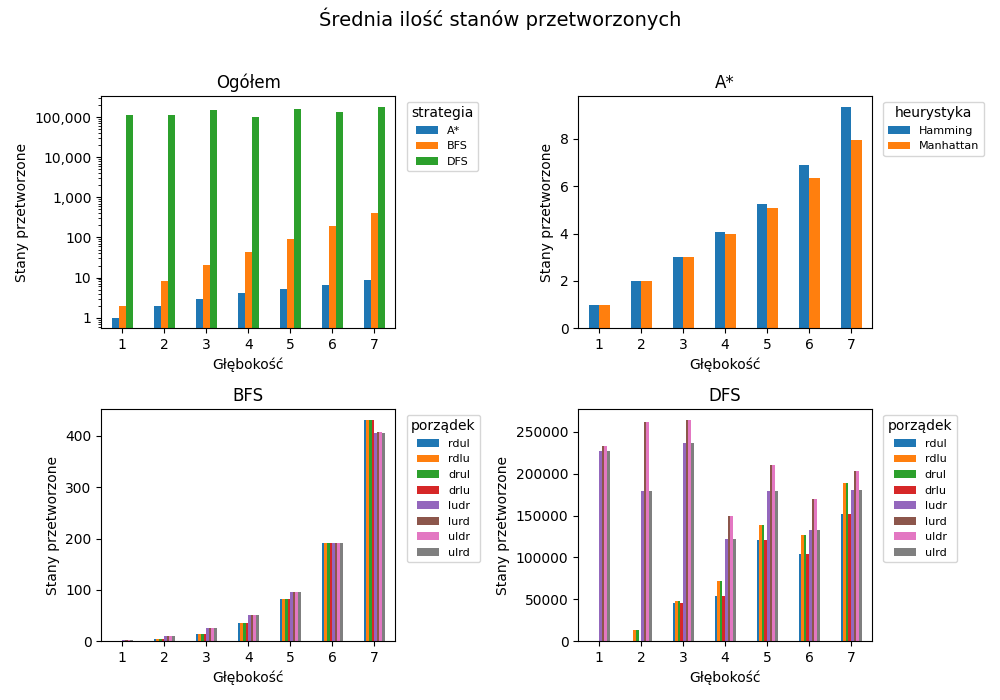 Średnia ilość stanów przetworzonych
Ogółem
Stany przetworzone
100,000
10,000
1,000
100
10
1
1 2 3 4 5 6 7
Głębokość
strategia
A*
BFS
DFS
A*
Stany przetworzone
8
6
4
2
0
1 2 3 4 5 6 7
Głębokość
heurystyka
Hamming
Manhattan
BFS
Stany przetworzone
400
300
200
100
0
1 2 3 4 5 6 7
Głębokość
porządek
rdul
rdlu
drul
drlu
ludr
lurd
uldr
ulrd
DFS
Stany przetworzone
250000
200000
150000
100000
50000
0
1 2 3 4 5 6 7
Głębokość
porządek
rdul
rdlu
drul
drlu
ludr
lurd
uldr
ulrd